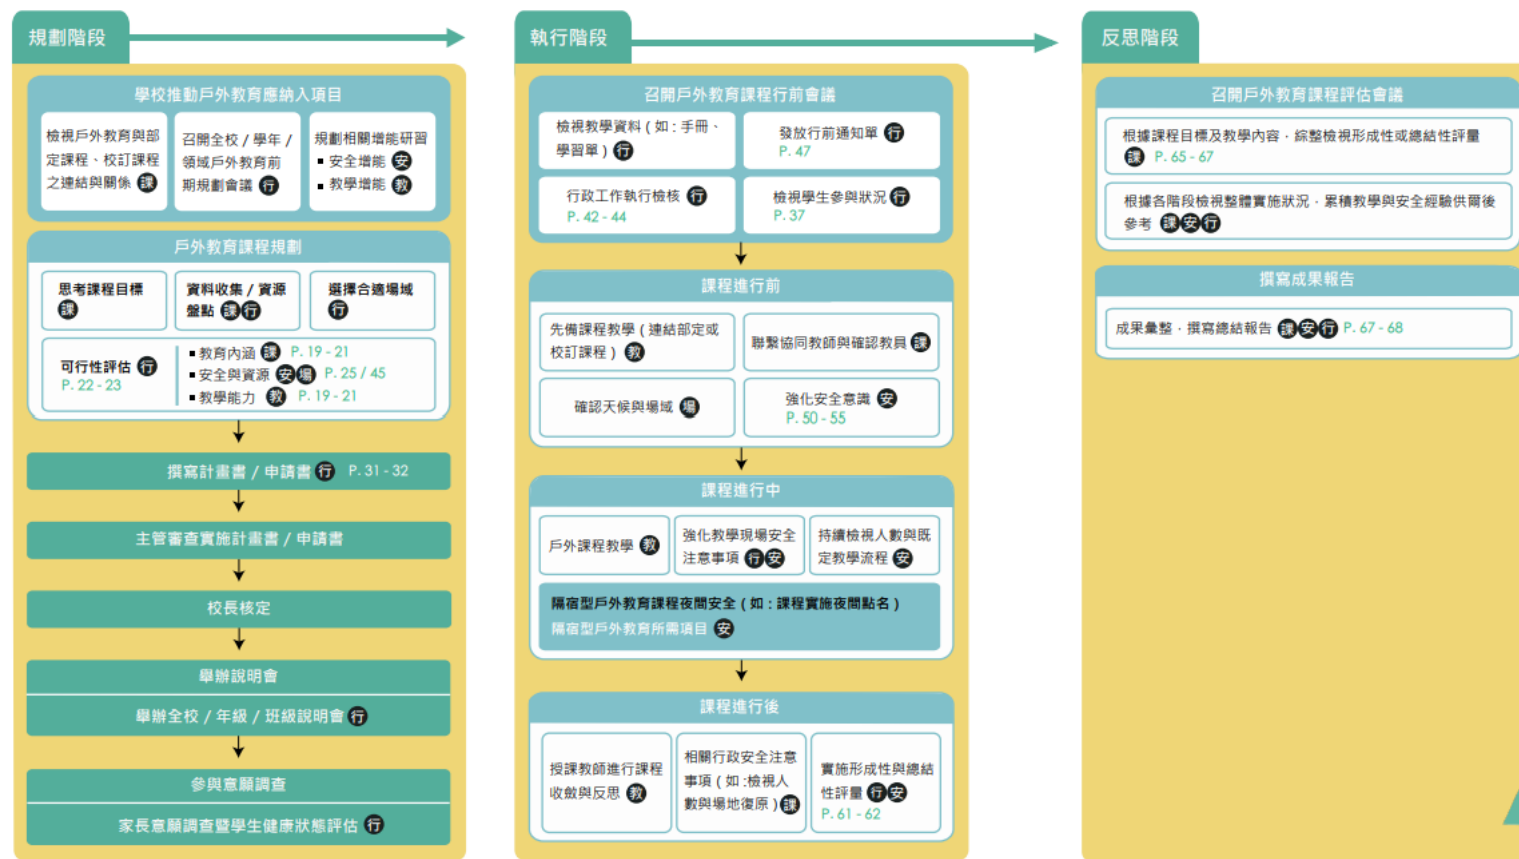 規劃階段
學校推動戶外教育應納入項目
檢視戶外教育與部
定課程、校訂課程
之連結與關係 課
召開全校 / 學年 /
領域戶外教育前
期規劃會議 行
規劃相關增能研習
▪ 安全增能 安
▪ 教學增能 教
戶外教育課程規劃
思考課程目標
課
資料收集 / 資源
盤點 課行
選擇合適場域
行
可行性評估 行
P. 22 - 23
▪ 教育內涵 課 P. 19 - 21
▪ 安全與資源 安場 P. 25 / 45
▪ 教學能力 教 P. 19 - 21
撰寫計畫書 / 申請書 行 P. 31 - 32
主管審查實施計畫書 / 申請書
校長核定
舉辦說明會
舉辦全校 / 年級 / 班級說明會 行
參與意願調查
家長意願調查暨學生健康狀態評估 行
執行階段
召開戶外教育課程行前會議
檢視教學資料 ( 如 : 手冊、
學習單 ) 行
發放行前通知單 行
P. 47
行政工作執行檢核 行
P. 42 - 44
檢視學生參與狀況 行
P. 37
課程進行前
先備課程教學 ( 連結部定或
校訂課程 ) 教
聯繫協同教師與確認教員 課
確認天候與場域 場
強化安全意識 安
P. 50 - 55
課程進行中
戶外課程教學 教
強化教學現場安全
注意事項 行安
持續檢視人數與既
定教學流程 安
隔宿型戶外教育課程夜間安全 ( 如 : 課程實施夜間點名 )
隔宿型戶外教育所需項目 安
課程進行後
授課教師進行課程
收斂與反思 教
相關行政安全注意
事項 ( 如 :檢視人
數與場地復原 ) 課
實施形成性與總結
性評量 行安
P. 61 - 62
反思階段
召開戶外教育課程評估會議
根據課程目標及教學內容，綜整檢視形成性或總結性評量
課 P. 65 - 67
根據各階段檢視整體實施狀況，累積教學與安全經驗供爾後
參考 課安行
撰寫成果報告
成果彙整，撰寫總結報告 課安行 P. 67 - 68